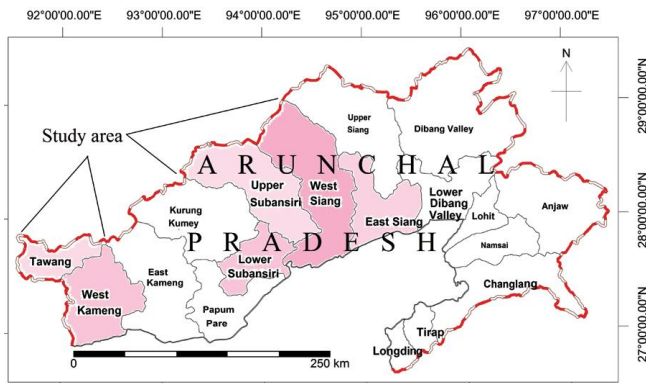 92°00'00.00"E 93°00'00.00"E 94°00'00.00"E 95°00'00.00"E 96°00'00.00"E 97°00'00.00"E
N
29°00'00.00"N
28°00'00.00"N
27°00'00.00"N
Study area
Upper
Siang
Dibang Valley
ARUNCHAL
Upper
Subansiri
West
Siang
East Siang
Lower
Dibang
Valley
Lohit
Anjaw
Kurung
Kumey
PRADESH
Namsai
Tawang
West
Kameng
East
Kameng
Lower
Subansiri
Papum
Pare
Changlang
Tirap
Longding
0 250 km